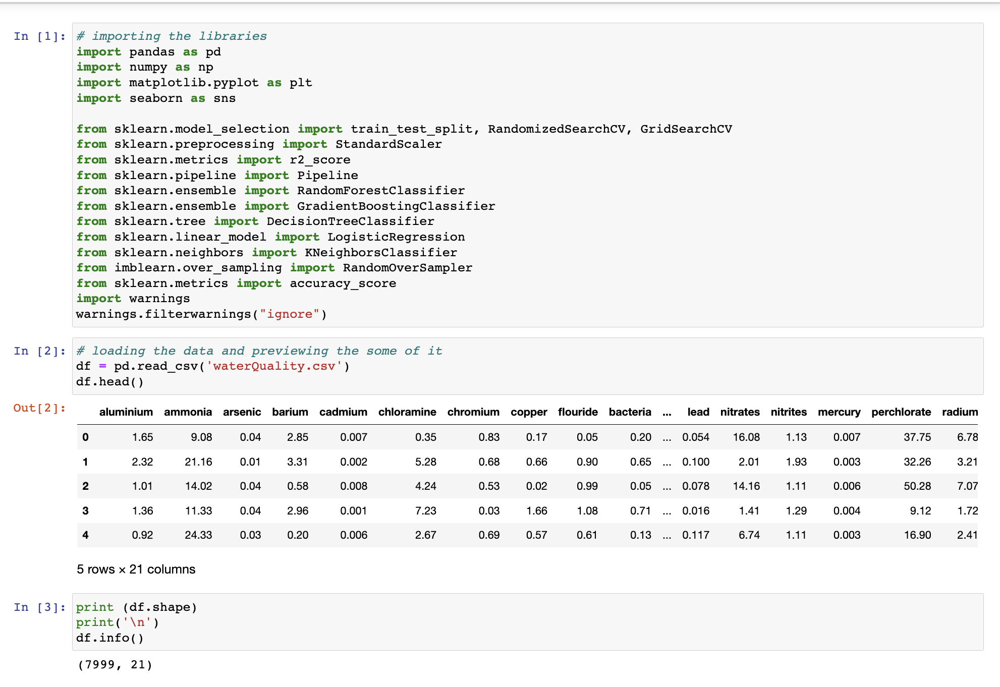 In [1]:
# importing the libraries
import pandas as pd
import numpy as np
import matplotlib.pyplot as plt
import seaborn as sns
from sklearn.model_selection import train_test_split, RandomizedSearchCV, GridSearchCV
from sklearn.preprocessing import StandardScaler
from sklearn.metrics import r2_score
from sklearn.pipeline import Pipeline
from sklearn.ensemble import RandomForestClassifier
from sklearn.ensemble import GradientBoostingClassifier
from sklearn.tree import DecisionTreeClassifier
from sklearn.linear_model import LogisticRegression
from sklearn.neighbors import KNeighborsClassifier
from imblearn.over_sampling import RandomOverSampler
from sklearn.metrics import accuracy_score
import warnings
warnings.filterwarnings("ignore")
In [2]:
# loading the data and previewing the some of it
df = pd.read_csv('waterQuality.csv')
df.head()
Out[2]:
aluminium ammonia arsenic barium cadmium chloramine chromium copper flouride bacteria ... lead nitrates nitrites mercury perchlorate radium
0 1.65 9.08 0.04 2.85 0.007 0.35 0.83 0.17 0.05 0.20 ... 0.054 16.08 1.13 0.007 37.75 6.78
1 2.32 21.16 0.01 3.31 0.002 5.28 0.68 0.66 0.90 0.65 ... 0.100 2.01 1.93 0.003 32.26 3.21
2 1.01 14.02 0.04 0.58 0.008 4.24 0.53 0.02 0.99 0.05 ... 0.078 14.16 1.11 0.006 50.28 7.07
3 1.36 11.33 0.04 2.96 0.001 7.23 0.03 1.66 1.08 0.71 ... 0.016 1.41 1.29 0.004 9.12 1.72
4 0.92 24.33 0.03 0.20 0.006 2.67 0.69 0.57 0.61 0.13 ... 0.117 6.74 1.11 0.003 16.90 2.41
5 rows × 21 columns
In [3]:
print (df.shape)
print('\n')
df.info()
(7999, 21)